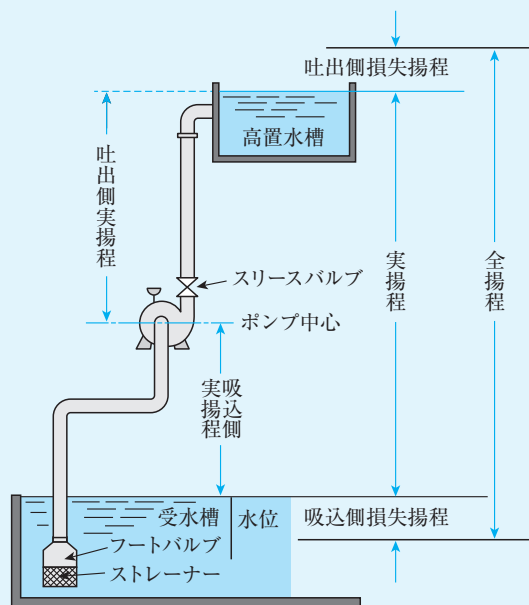 吐出側損失揚程
高置水槽
吐出側実揚程
スリースバルブ
ポンプ中心
実揚程
全揚程
吸込側
実揚程
受水槽
水位
吸込側損失揚程
フートバルブ
ストレーナー